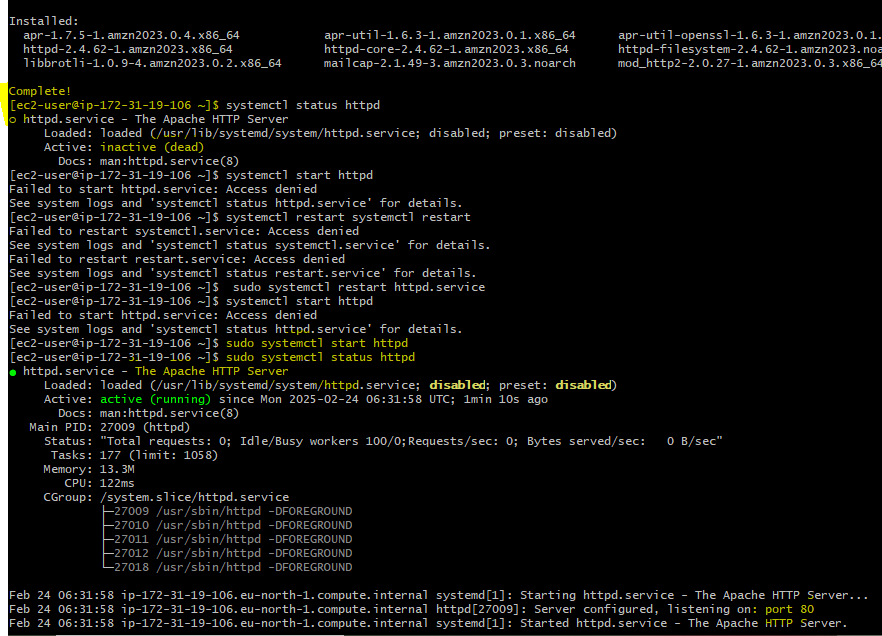 Installed:
apr-1.7.5-1.amzn2023.0.4.x86_64 apr-util-1.6.3-1.amzn2023.0.1.x86_64 apr-util-openssl-1.6.3-1.amzn2023.0.1.
httpd-2.4.62-1.amzn2023.x86_64 httpd-core-2.4.62-1.amzn2023.x86_64 httpd-filesystem-2.4.62-1.amzn2023.noa
libbrotli-1.0.9-4.amzn2023.0.2.x86_64 mailcap-2.1.49-3.amzn2023.0.3.noarch mod_http2-2.0.27-1.amzn2023.0.3.x86_64
Complete!
[ec2-user@ip-172-31-19-106 ~]$ systemctl status httpd
○ httpd.service - The Apache HTTP Server
Loaded: loaded (/usr/lib/systemd/system/httpd.service; disabled; preset: disabled)
Active: inactive (dead)
Docs: man:httpd.service(8)
[ec2-user@ip-172-31-19-106 ~]$ systemctl start httpd
Failed to start httpd.service: Access denied
See system logs and 'systemctl status httpd.service' for details.
[ec2-user@ip-172-31-19-106 ~]$ systemctl restart systemctl restart
Failed to restart systemctl.service: Access denied
See system logs and 'systemctl status systemctl.service' for details.
Failed to restart restart.service: Access denied
See system logs and 'systemctl status restart.service' for details.
[ec2-user@ip-172-31-19-106 ~]$  sudo systemctl restart httpd.service
[ec2-user@ip-172-31-19-106 ~]$ systemctl start httpd
Failed to start httpd.service: Access denied
See system logs and 'systemctl status httpd.service' for details.
[ec2-user@ip-172-31-19-106 ~]$ sudo systemctl start httpd
[ec2-user@ip-172-31-19-106 ~]$ sudo systemctl status httpd
● httpd.service - The Apache HTTP Server
Loaded: loaded (/usr/lib/systemd/system/httpd.service; disabled; preset: disabled)
Active: active (running) since Mon 2025-02-24 06:31:58 UTC; 1min 10s ago
Docs: man:httpd.service(8)
Main PID: 27009 (httpd)
Status: "Total requests: 0; Idle/Busy workers 100/0;Requests/sec: 0; Bytes served/sec:   0 B/sec"
Tasks: 177 (limit: 1058)
Memory: 13.3M
CPU: 122ms
CGroup: /system.slice/httpd.service
├─27009 /usr/sbin/httpd -DFOREGROUND
├─27010 /usr/sbin/httpd -DFOREGROUND
├─27011 /usr/sbin/httpd -DFOREGROUND
├─27012 /usr/sbin/httpd -DFOREGROUND
└─27018 /usr/sbin/httpd -DFOREGROUND
Feb 24 06:31:58 ip-172-31-19-106.eu-north-1.compute.internal systemd[1]: Starting httpd.service - The Apache HTTP Server...
Feb 24 06:31:58 ip-172-31-19-106.eu-north-1.compute.internal httpd[27009]: Server configured, listening on: port 80
Feb 24 06:31:58 ip-172-31-19-106.eu-north-1.compute.internal systemd[1]: Started httpd.service - The Apache HTTP Server.